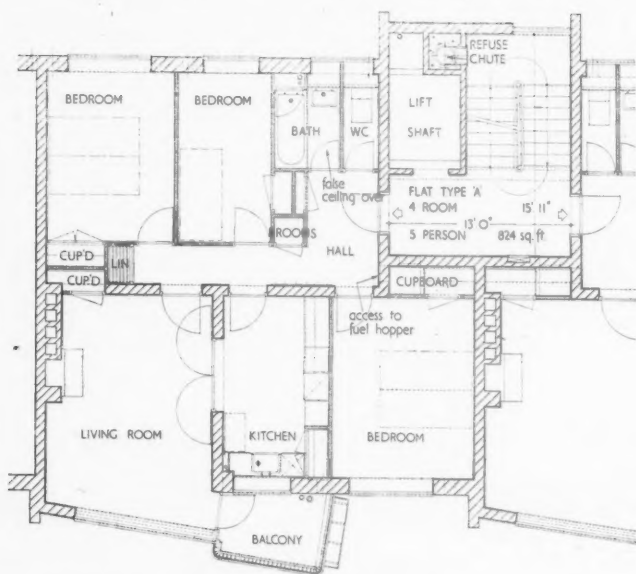 REFUSE
CHUTE
BEDROOM
BEDROOM
LIFT
SHAFT
BATH
WC
false
ceiling over
FLAT TYPE 'A'
4 ROOM
15' 11"
13' 0"
5 PERSON
824 sq. ft.
HALL
CUP'D
LIN
CUP'D
CUPBOARD
access to
fuel hopper
LIVING ROOM
KITCHEN
BEDROOM
BALCONY